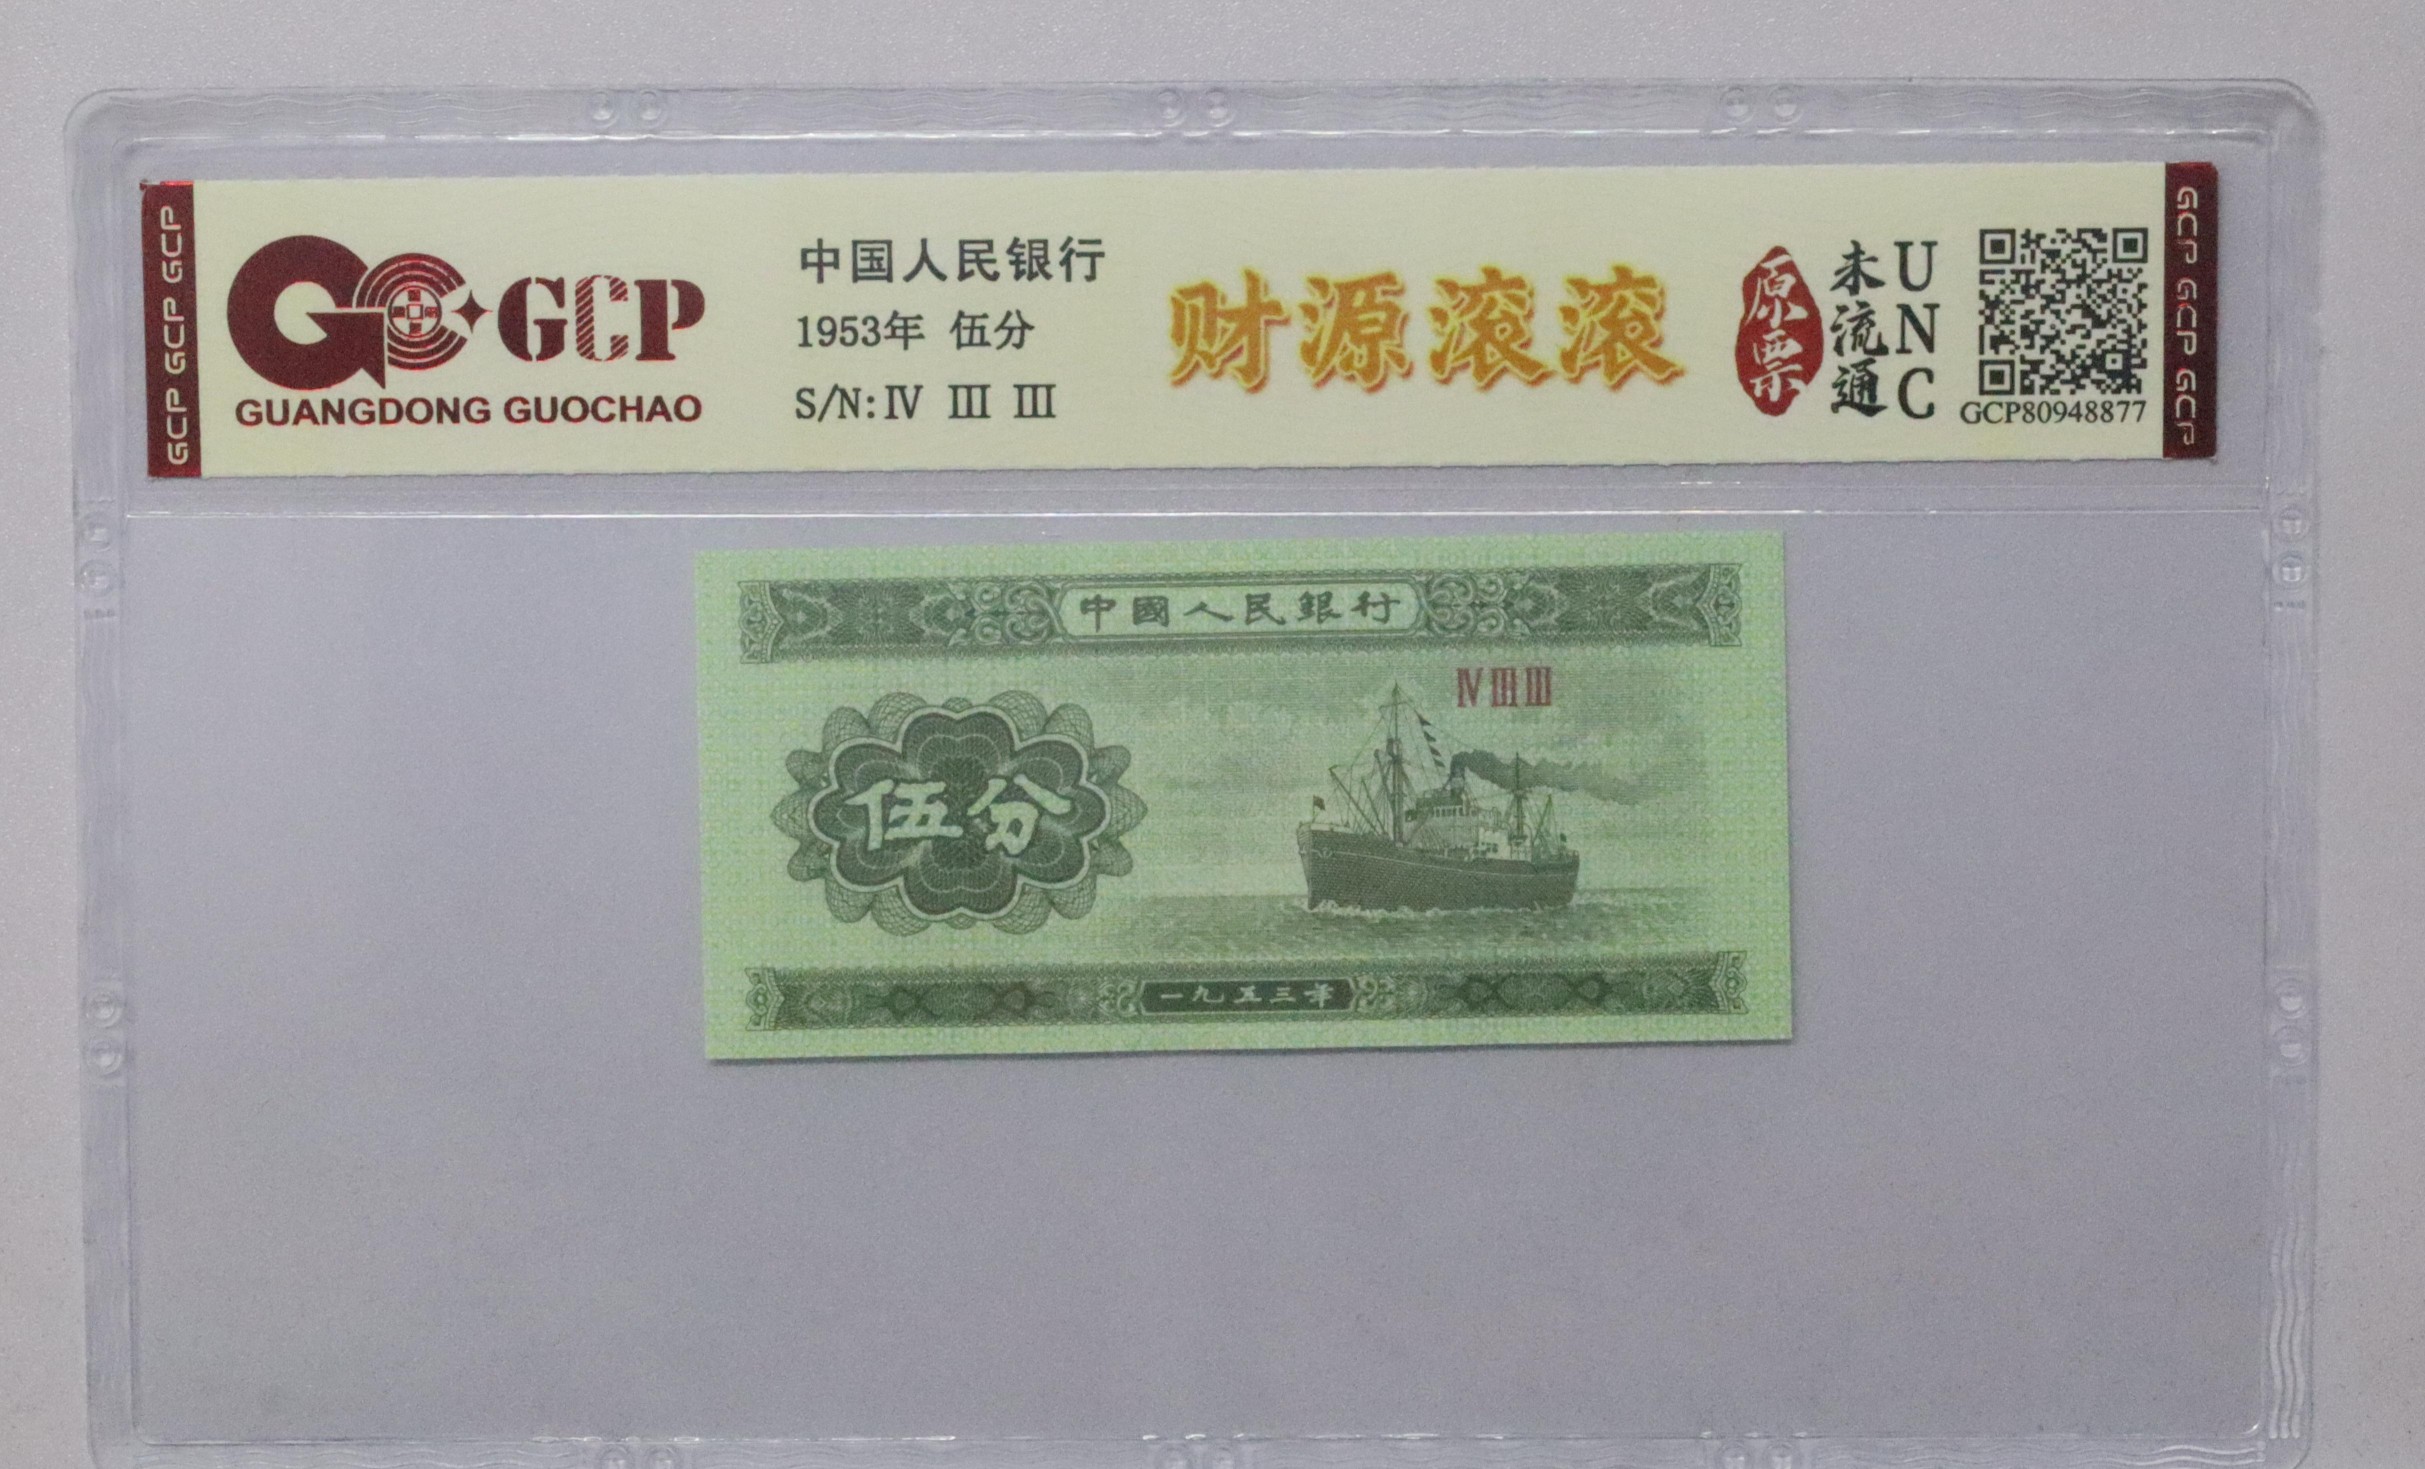 GCP GCP GCP
GCP
GUANGDONG GUOCHAO
中国人民银行
1953年 伍分
S/N: Ⅳ Ⅲ Ⅲ
财源滚滚
原票
未流通
UNC
GCP80948877
GCP GCP GCP
中國人民銀行
Ⅳ Ⅲ Ⅲ
伍分
一九五三年